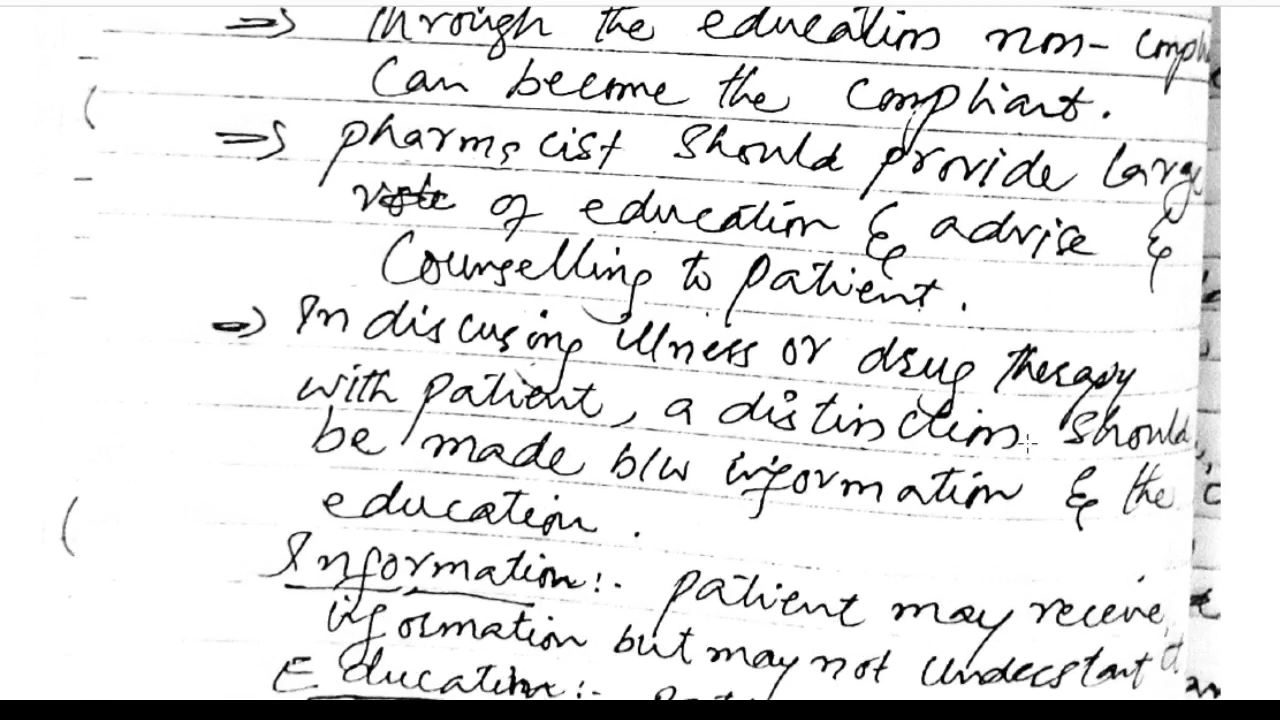 => through the education non-
Can become the compliant.
=> pharmacist should provide large
of education & advise &
Counselling to patient.
=> In discusing illness or drug therapy
with patient, a distinction should
be made b/w information & the
education.
Information:- patient may receive
information but may not understant
Education:-